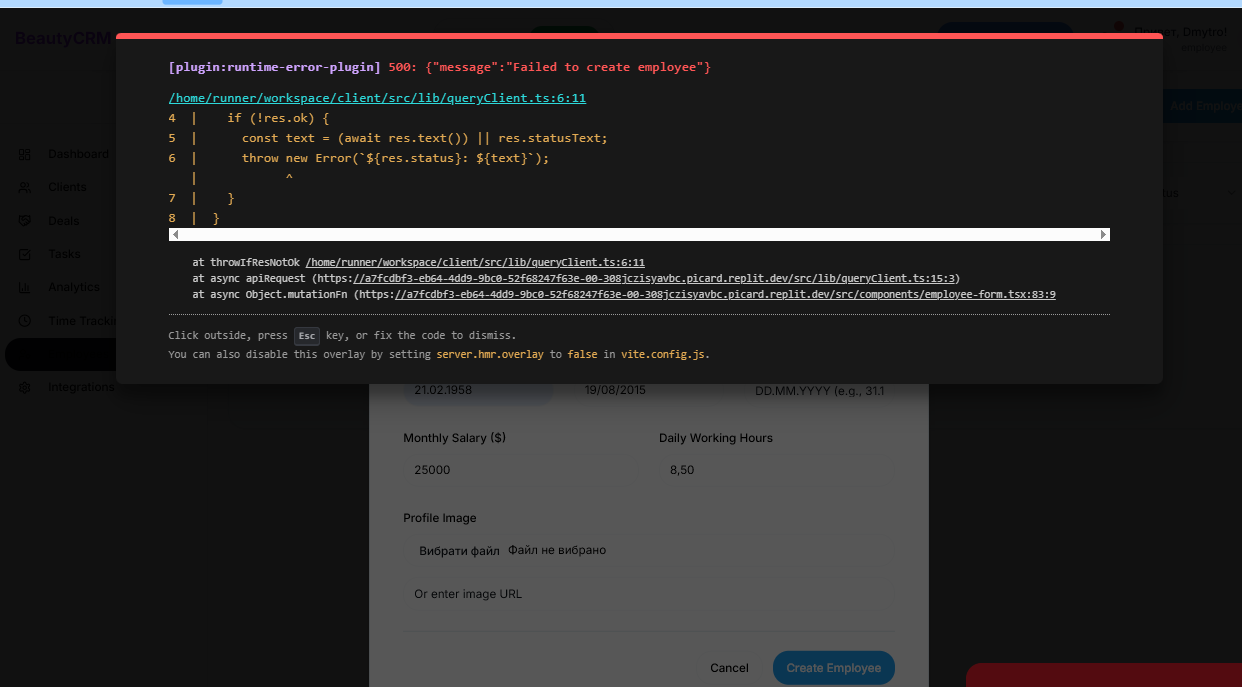 BeautyCRM
Привет, Dmytro!
employee
[plugin:runtime-error-plugin] 500: {"message":"Failed to create employee"}
/home/runner/workspace/client/src/lib/queryClient.ts:6:11
4  |    if (!res.ok) {
5  |      const text = (await res.text()) || res.statusText;
6  |      throw new Error(`${res.status}: ${text}`);
   |            ^
7  |    }
8  |  }
at throwIfResNotOk /home/runner/workspace/client/src/lib/queryClient.ts:6:11
at async apiRequest (https://a7fcdbf3-eb64-4dd9-9bc0-52f68247f63e-00-308jczisyavbc.picard.replit.dev/src/lib/queryClient.ts:15:3)
at async Object.mutationFn (https://a7fcdbf3-eb64-4dd9-9bc0-52f68247f63e-00-308jczisyavbc.picard.replit.dev/src/components/employee-form.tsx:83:9
Click outside, press Esc key, or fix the code to dismiss.
You can also disable this overlay by setting server.hmr.overlay to false in vite.config.js.
Add Employe
Dashboard
Clients
Deals
Tasks
Analytics
Time Tracki
Integrations
tus
21.02.1958
19/08/2015
DD.MM.YYYY (e.g., 31.1
Monthly Salary ($)
Daily Working Hours
25000
8,50
Profile Image
Вибрати файл Файл не вибрано
Or enter image URL
Cancel
Create Employee